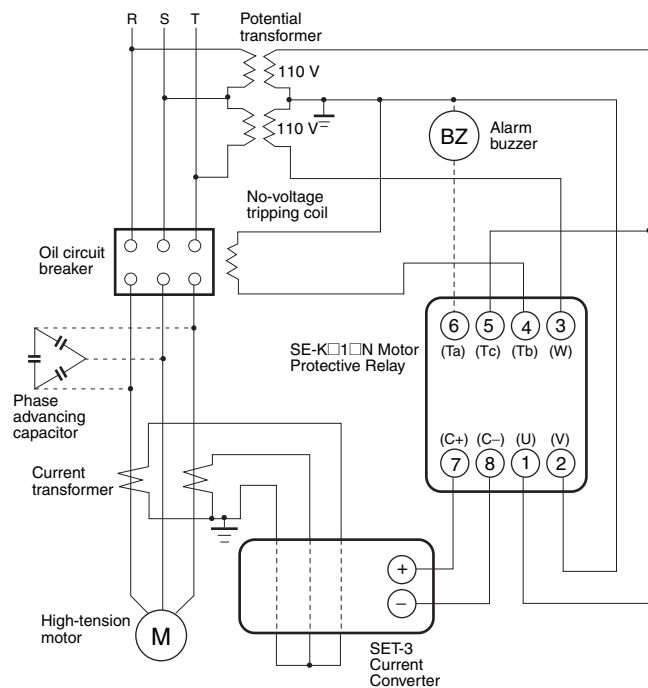 R S T
Potential
transformer
110 V
110 V
BZ
Alarm
buzzer
No-voltage
tripping coil
Oil circuit
breaker
6 5 4 3
(Ta) (Tc) (Tb) (W)
SE-K□1□N Motor
Protective Relay
Phase
advancing
capacitor
(C+) (C−) (U) (V)
7 8 1 2
Current
transformer
+
−
High-tension
motor
M
SET-3
Current
Converter